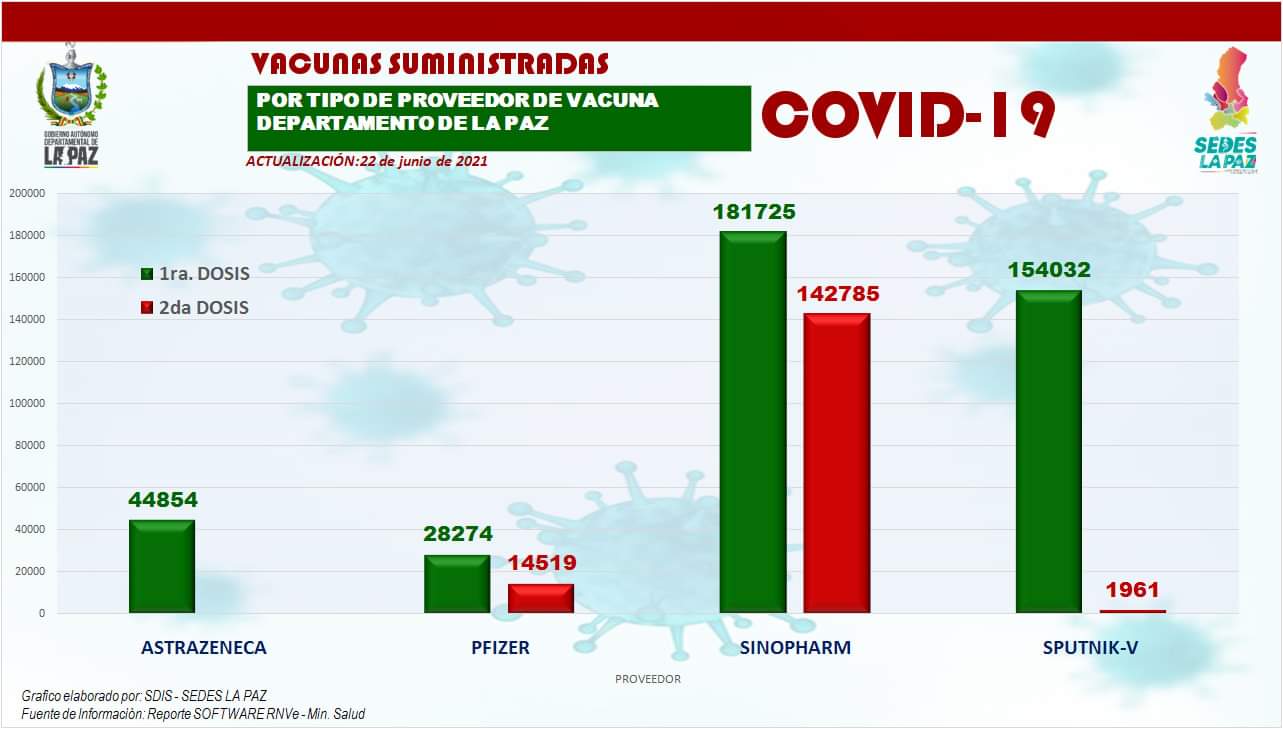 VACUNAS SUMINISTRADAS
POR TIPO DE PROVEEDOR DE VACUNA
DEPARTAMENTO DE LA PAZ
COVID-19
ACTUALIZACIÓN:22 de junio de 2021
GOBIERNO AUTÓNOMO
DEPARTAMENTAL DE
LA PAZ
SEDES
LA PAZ
200000
180000
160000
140000
120000
100000
80000
60000
40000
20000
0
1ra. DOSIS
2da DOSIS
44854
28274
14519
181725
142785
154032
1961
ASTRAZENECA
PFIZER
SINOPHARM
SPUTNIK-V
PROVEEDOR
Grafico elaborado por: SDIS - SEDES LA PAZ
Fuente de Informaciòn: Reporte SOFTWARE RNVe - Min. Salud